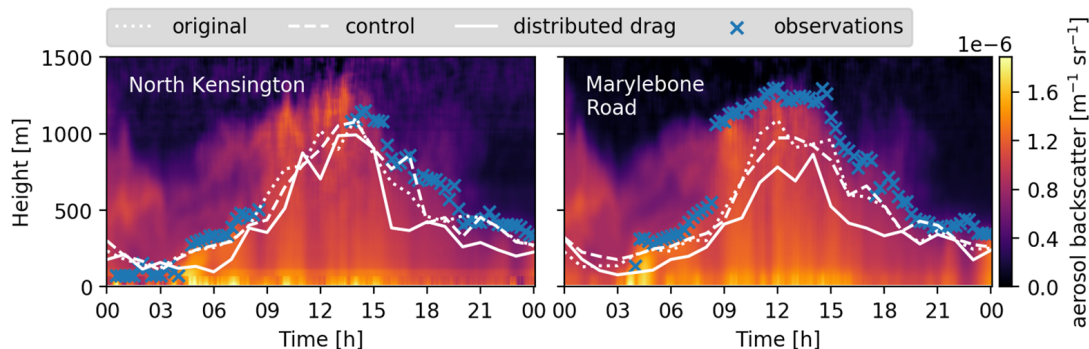 original control distributed drag observations
1e−6
1500
1000
500
0
Height [m]
North Kensington
00 03 06 09 12 15 18 21 00
Time [h]
Marylebone
Road
00 03 06 09 12 15 18 21 00
Time [h]
1.6
1.2
0.8
0.4
0.0
aerosol backscatter [m⁻¹ sr⁻¹]